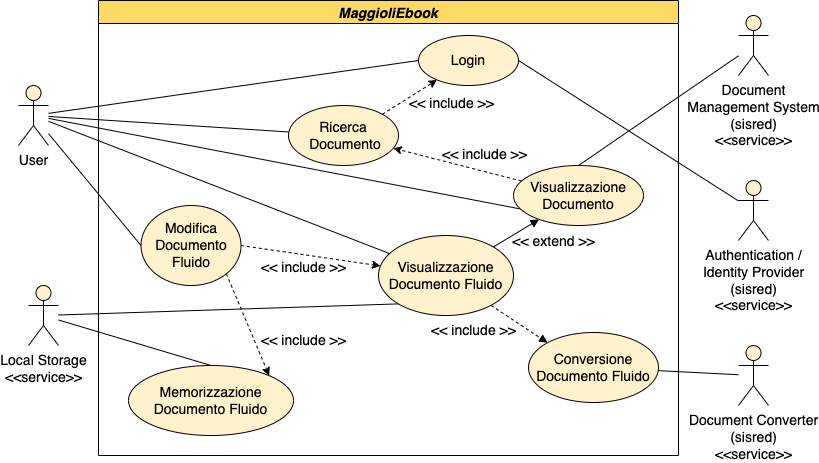 MaggioliEbook
Login
<< include >>
Ricerca
Documento
<< include >>
Visualizzazione
Documento
<< extend >>
Modifica
Documento
Fluido
<< include >>
Visualizzazione
Documento Fluido
<< include >>
<< include >>
Conversione
Documento Fluido
Memorizzazione
Documento Fluido
User
Local Storage
<<service>>
Document
Management System
(sisred)
<<service>>
Authentication /
Identity Provider
(sisred)
<<service>>
Document Converter
(sisred)
<<service>>